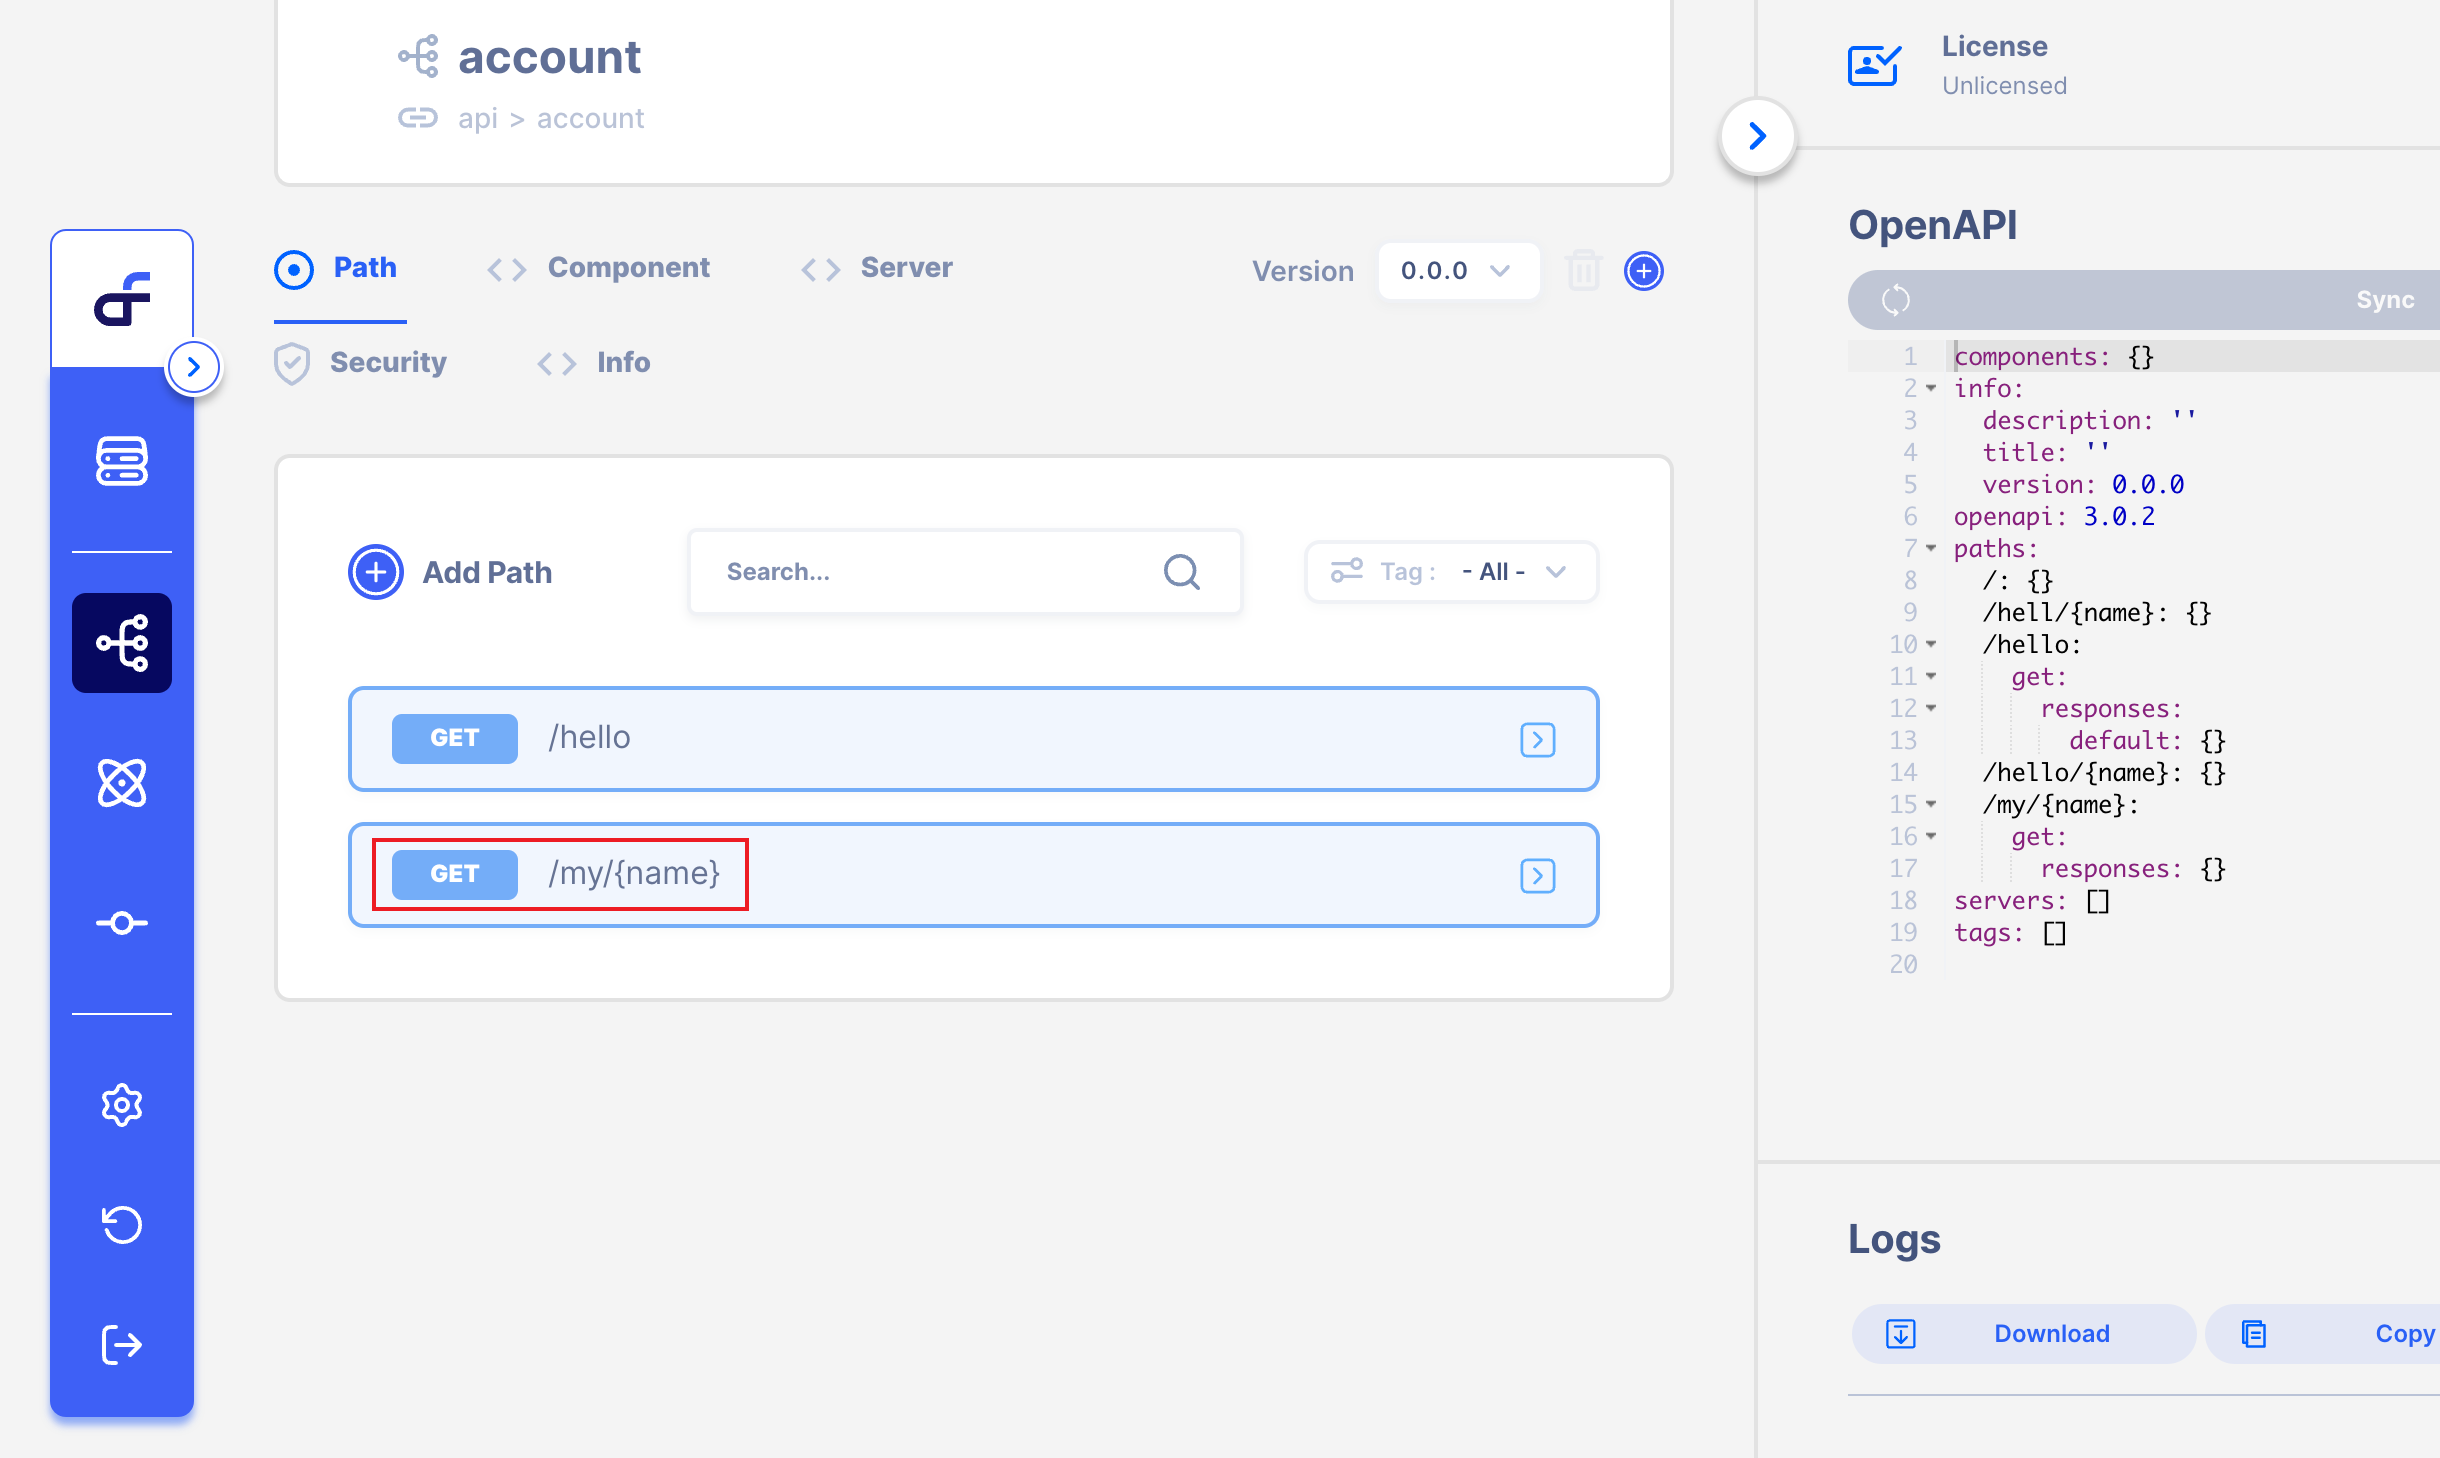 account
api > account
Path
Component
Server
Version
0.0.0
Security
Info
Add Path
Search...
Tag :
- All -
GET
/hello
GET
/my/{name}
License
Unlicensed
OpenAPI
Sync
1 components: {}
2 info:
3 description: ''
4 title: ''
5 version: 0.0.0
6 openapi: 3.0.2
7 paths:
8 /: {}
9 /hell/{name}: {}
10 /hello:
11 get:
12 responses:
13 default: {}
14 /hello/{name}: {}
15 /my/{name}:
16 get:
17 responses: {}
18 servers: []
19 tags: []
20
Logs
Download
Copy